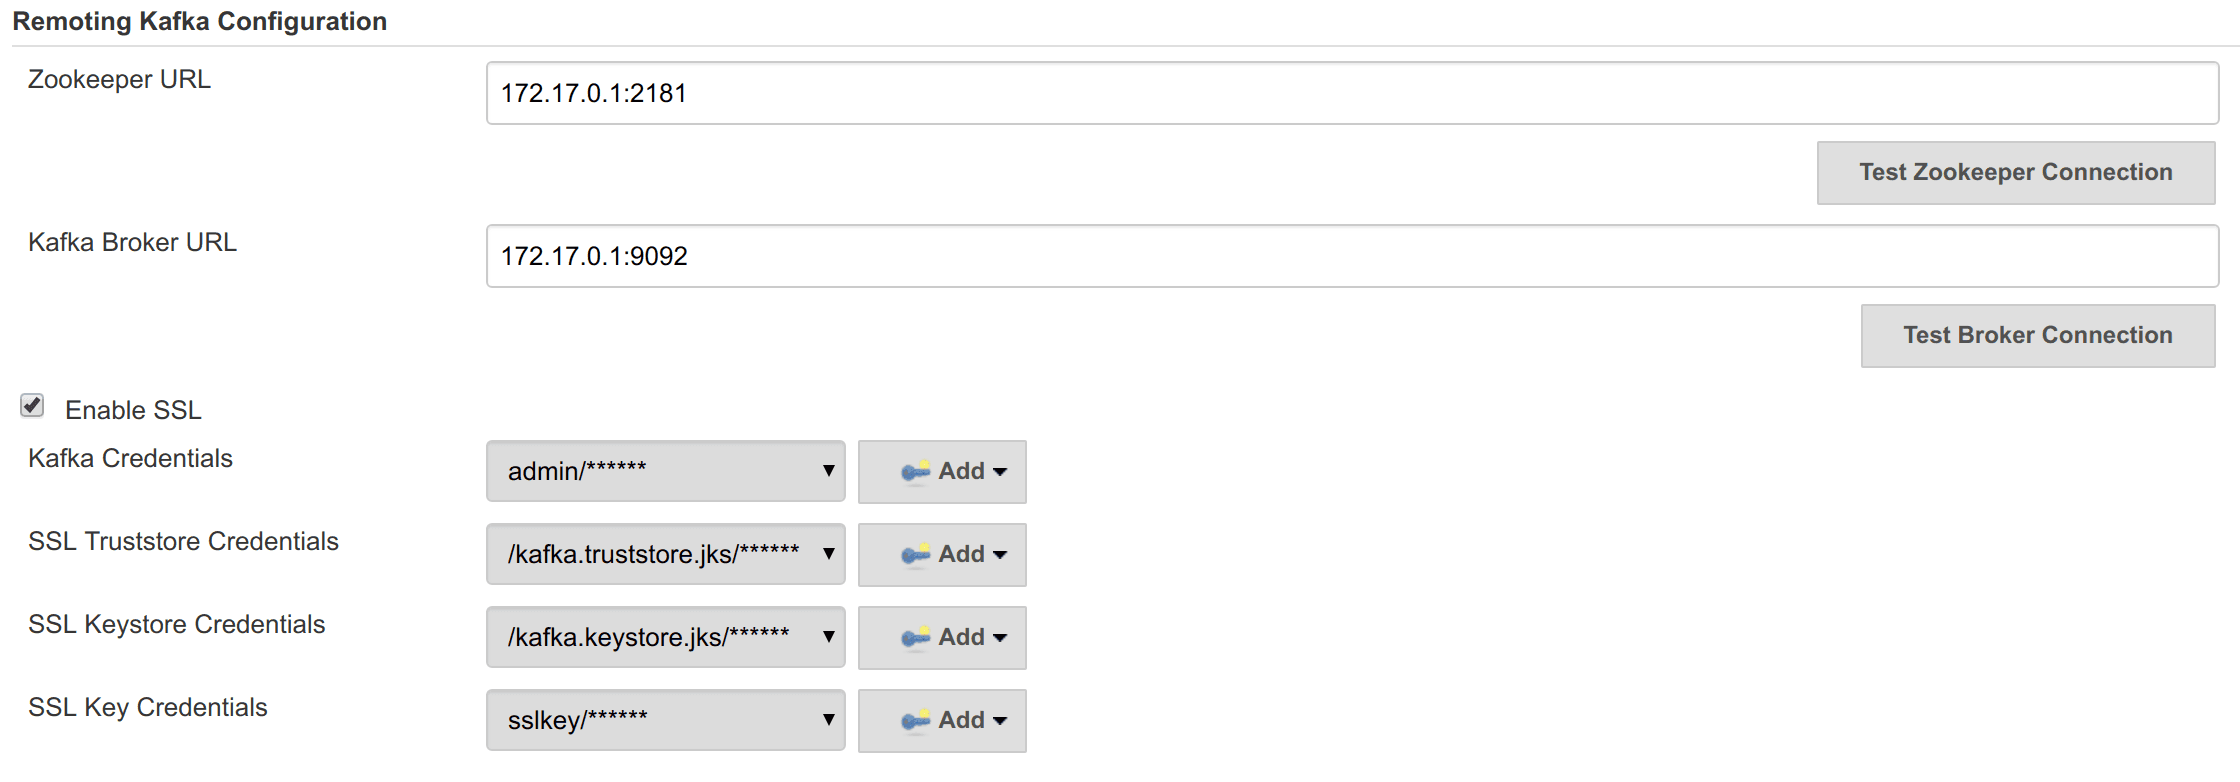 Remoting Kafka Configuration
Zookeeper URL
172.17.0.1:2181
Test Zookeeper Connection
Kafka Broker URL
172.17.0.1:9092
Test Broker Connection
Enable SSL
Kafka Credentials
admin/******
Add
SSL Truststore Credentials
/kafka.truststore.jks/******
Add
SSL Keystore Credentials
/kafka.keystore.jks/******
Add
SSL Key Credentials
sslkey/******
Add